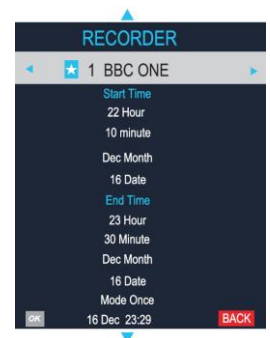 RECORDER
1 BBC ONE
Start Time
22 Hour
10 minute
Dec Month
16 Date
End Time
23 Hour
30 Minute
Dec Month
16 Date
Mode Once
OK 16 Dec 23:29 BACK